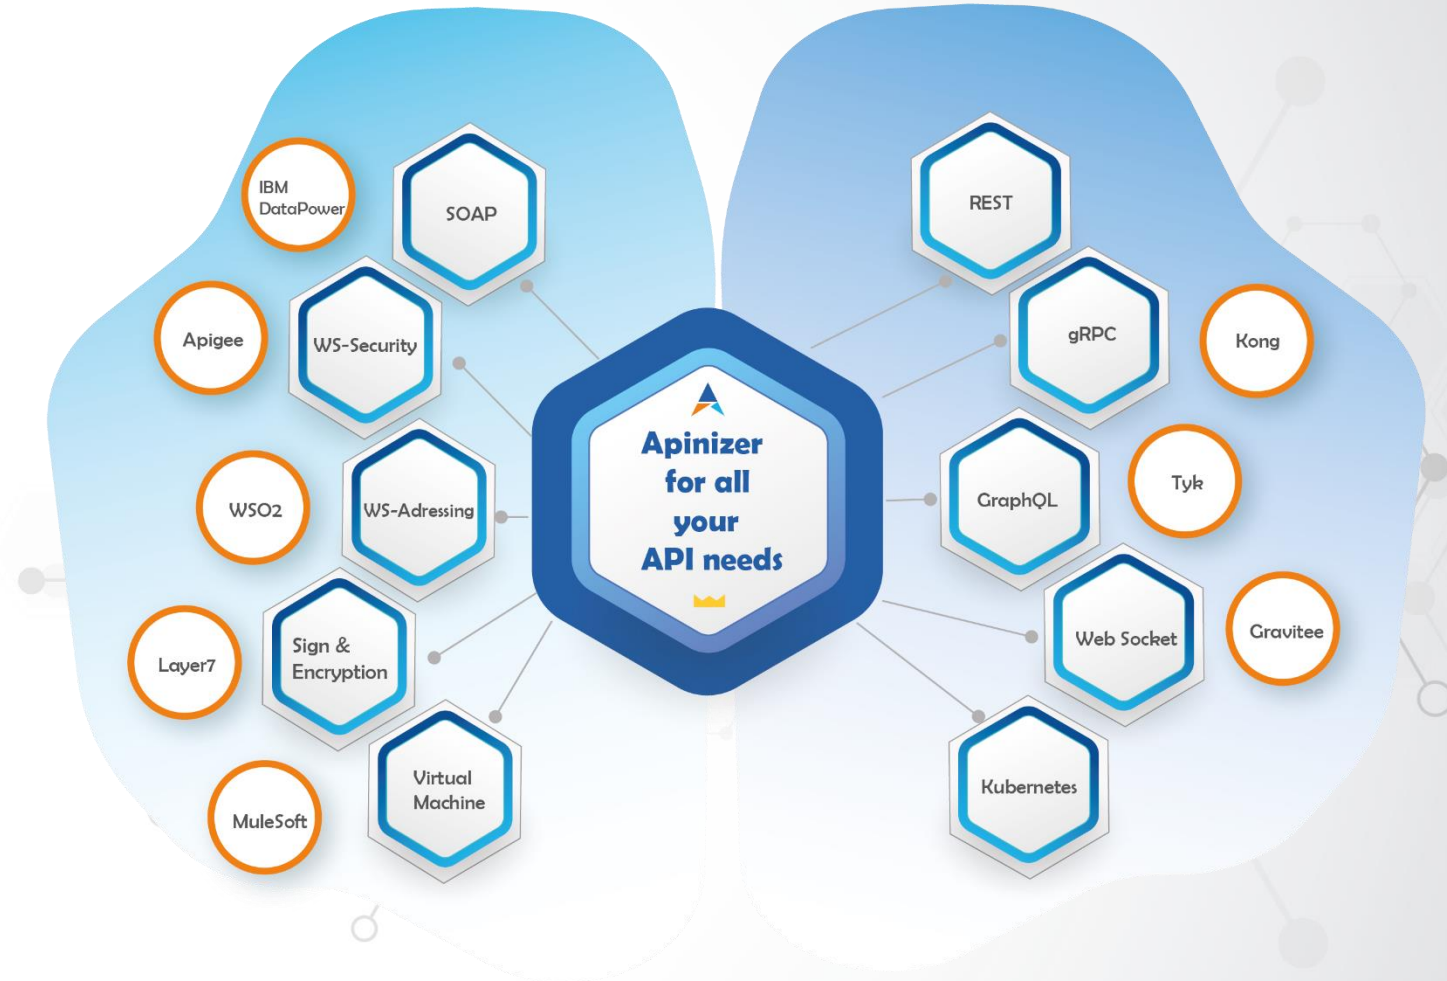 IBM
DataPower
SOAP
Apigee
WS-Security
WSO2
WS-Adressing
Layer7
Sign &
Encryption
MuleSoft
Virtual
Machine
Apinizer
for all
your
API needs
REST
gRPC
Kong
GraphQL
Tyk
Web Socket
Gravitee
Kubernetes